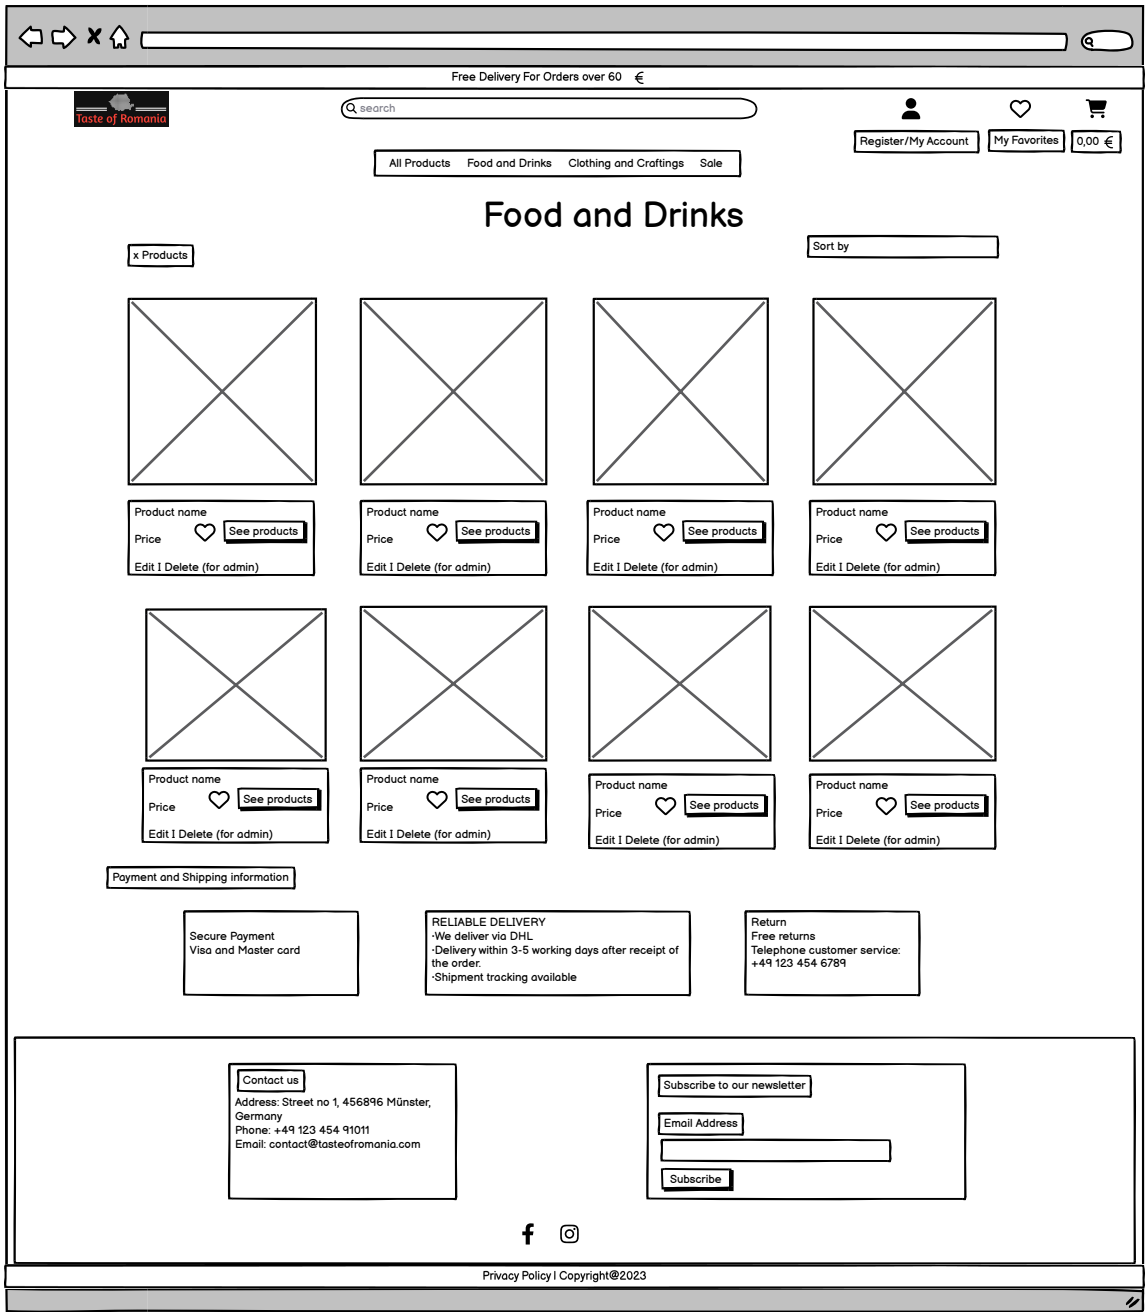 Free Delivery For Orders over 60 €
Taste of Romania
search
Register/My Account
My Favorites
0,00 €
All Products Food and Drinks Clothing and Craftings Sale
Food and Drinks
x Products
Sort by
Product name
Price
See products
Edit I Delete (for admin)
Product name
Price
See products
Edit I Delete (for admin)
Product name
Price
See products
Edit I Delete (for admin)
Product name
Price
See products
Edit I Delete (for admin)
Product name
Price
See products
Edit I Delete (for admin)
Product name
Price
See products
Edit I Delete (for admin)
Product name
Price
See products
Edit I Delete (for admin)
Product name
Price
See products
Edit I Delete (for admin)
Payment and Shipping information
Secure Payment
Visa and Master card
RELIABLE DELIVERY
·We deliver via DHL
·Delivery within 3-5 working days after receipt of
the order.
·Shipment tracking available
Return
Free returns
Telephone customer service:
+49 123 454 6789
Contact us
Address: Street no 1, 456896 Münster,
Germany
Phone: +49 123 454 91011
Email: contact@tasteofromania.com
Subscribe to our newsletter
Email Address
Subscribe
Privacy Policy | Copyright@2023